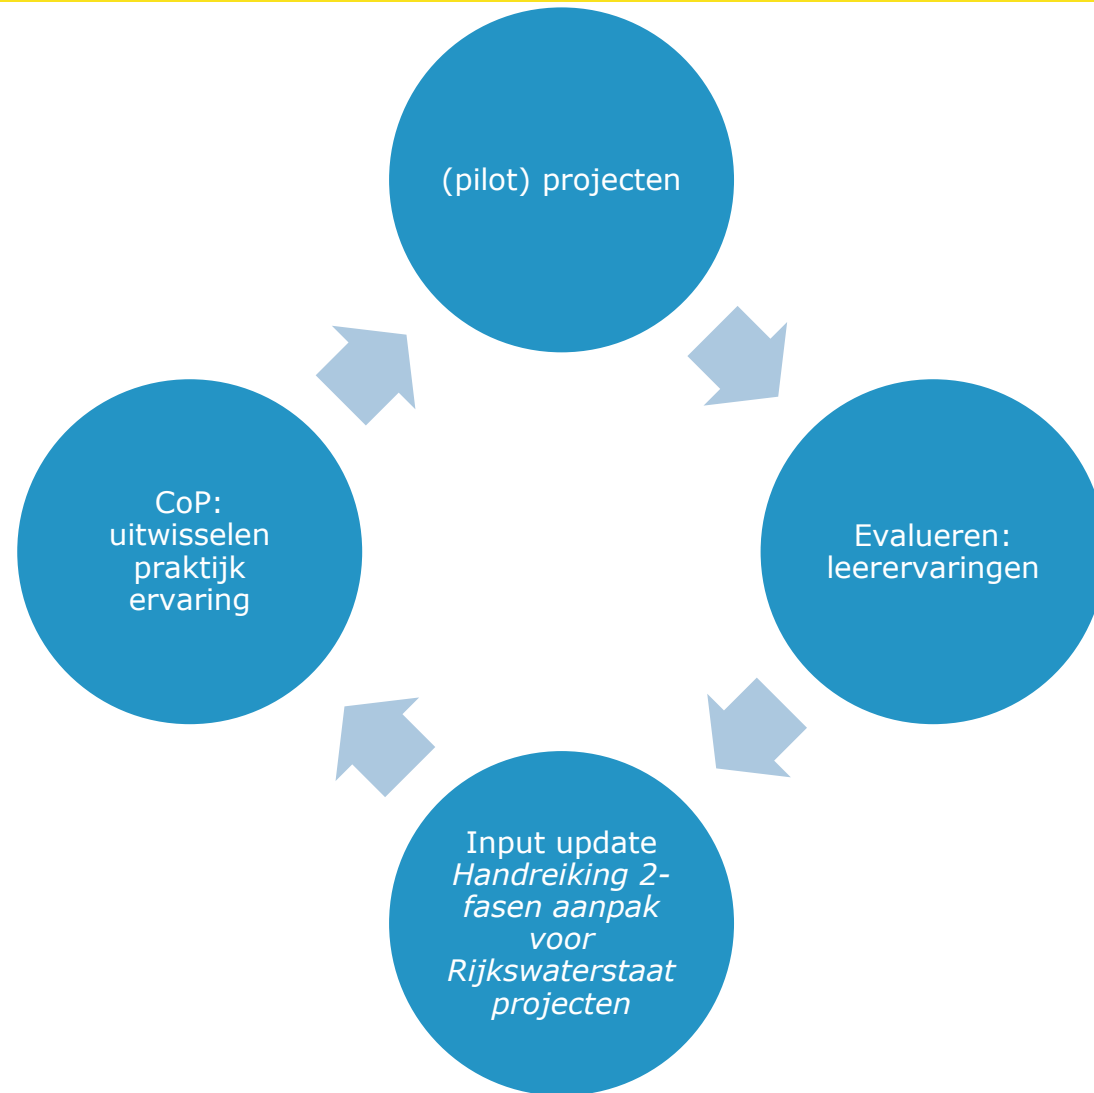 (pilot) projecten
Evalueren:
leerervaringen
Input update
Handreiking 2-
fasen aanpak
voor
Rijkswaterstaat
projecten
CoP:
uitwisselen
praktijk
ervaring